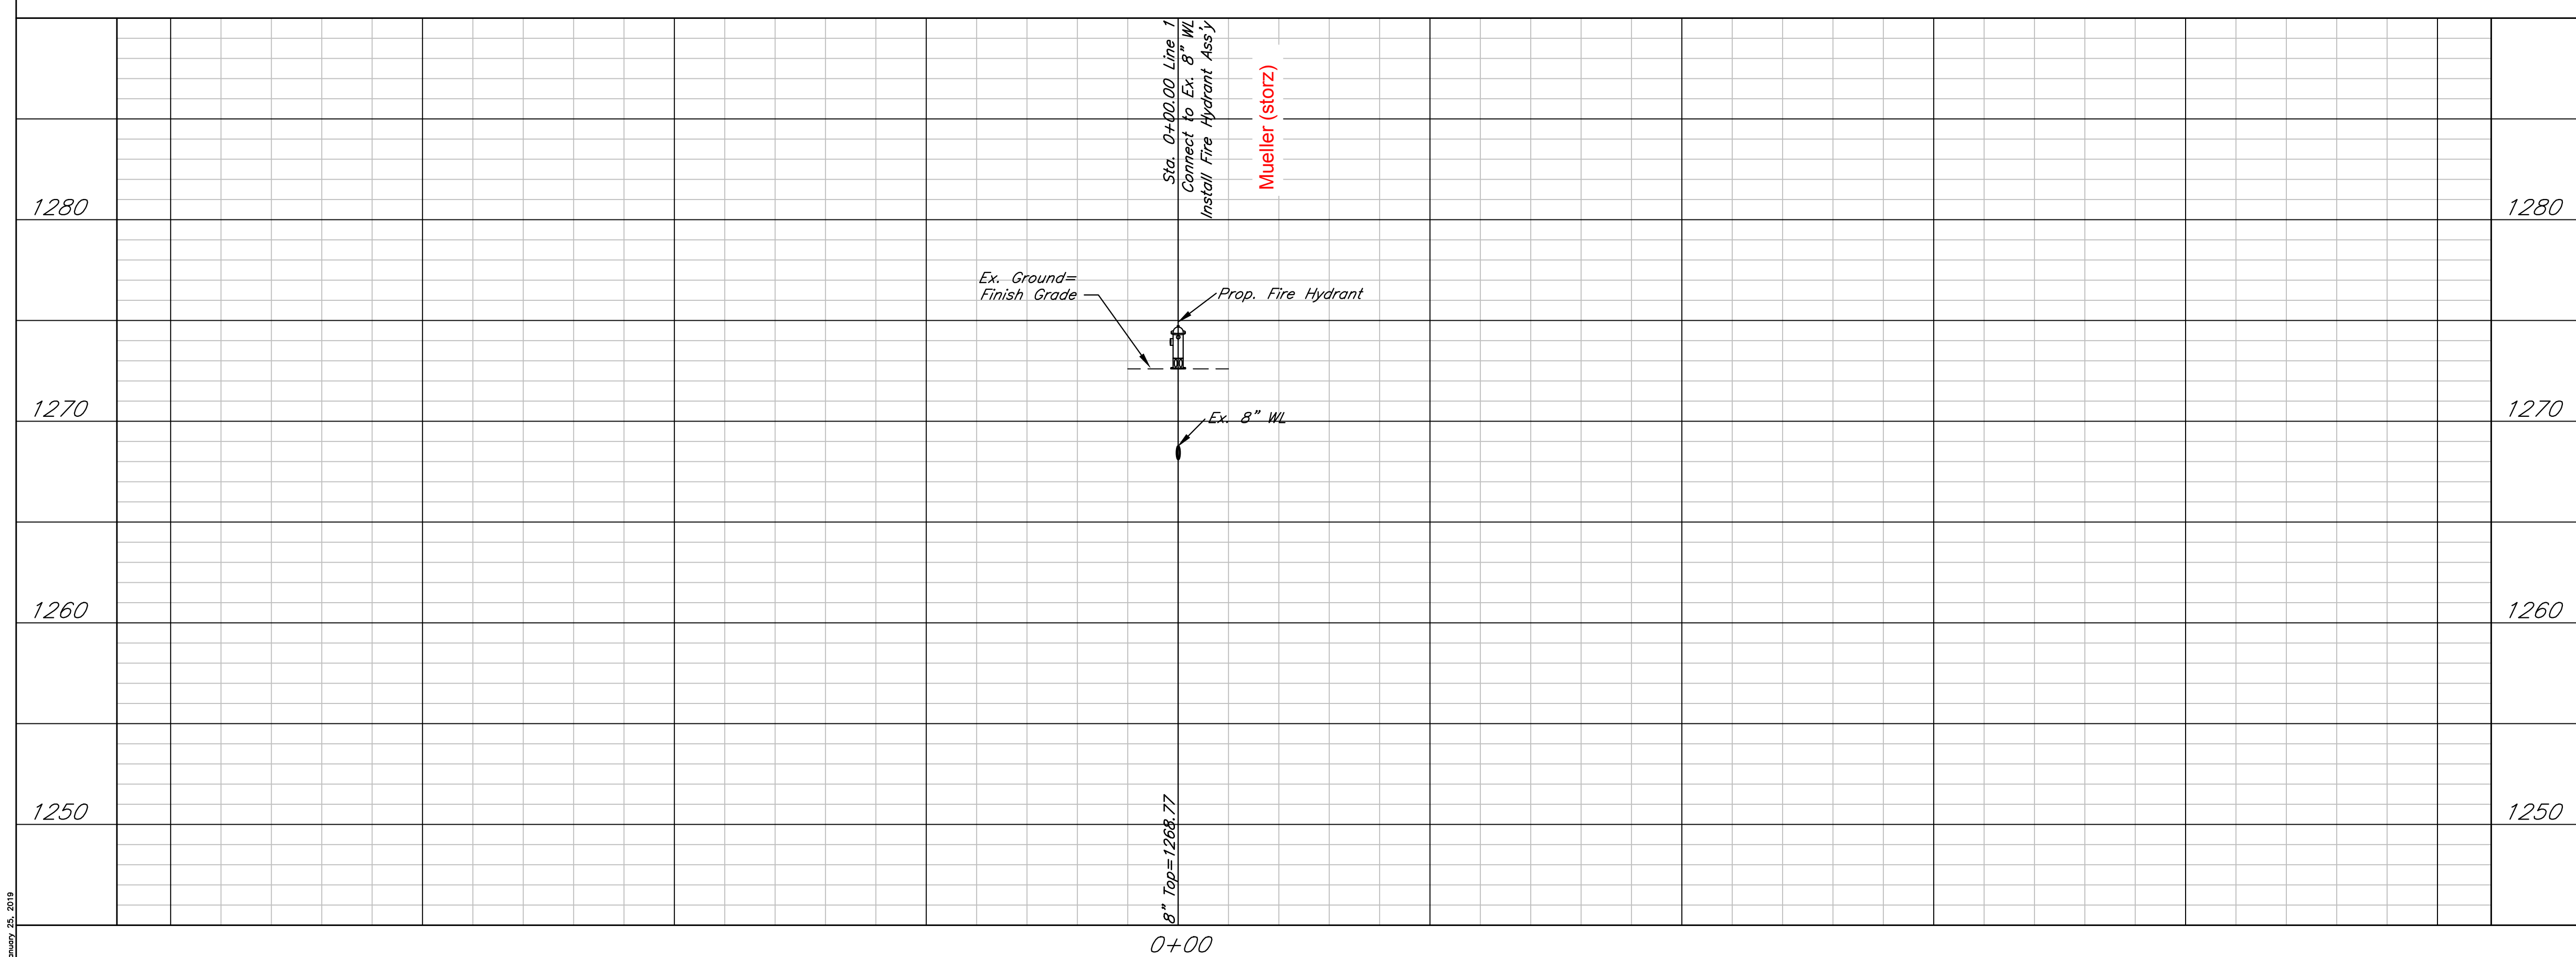 Sta. 0+00.00 Line 1
Connect to Ex. 8" WL
Install Fire Hydrant Ass'y
Mueller (storz)
1280
1280
Ex. Ground=
Finish Grade
Prop. Fire Hydrant
1270
1270
Ex. 8" WL
1260
1260
1250
1250
8" Top=1268.77
0+00
25, 2019